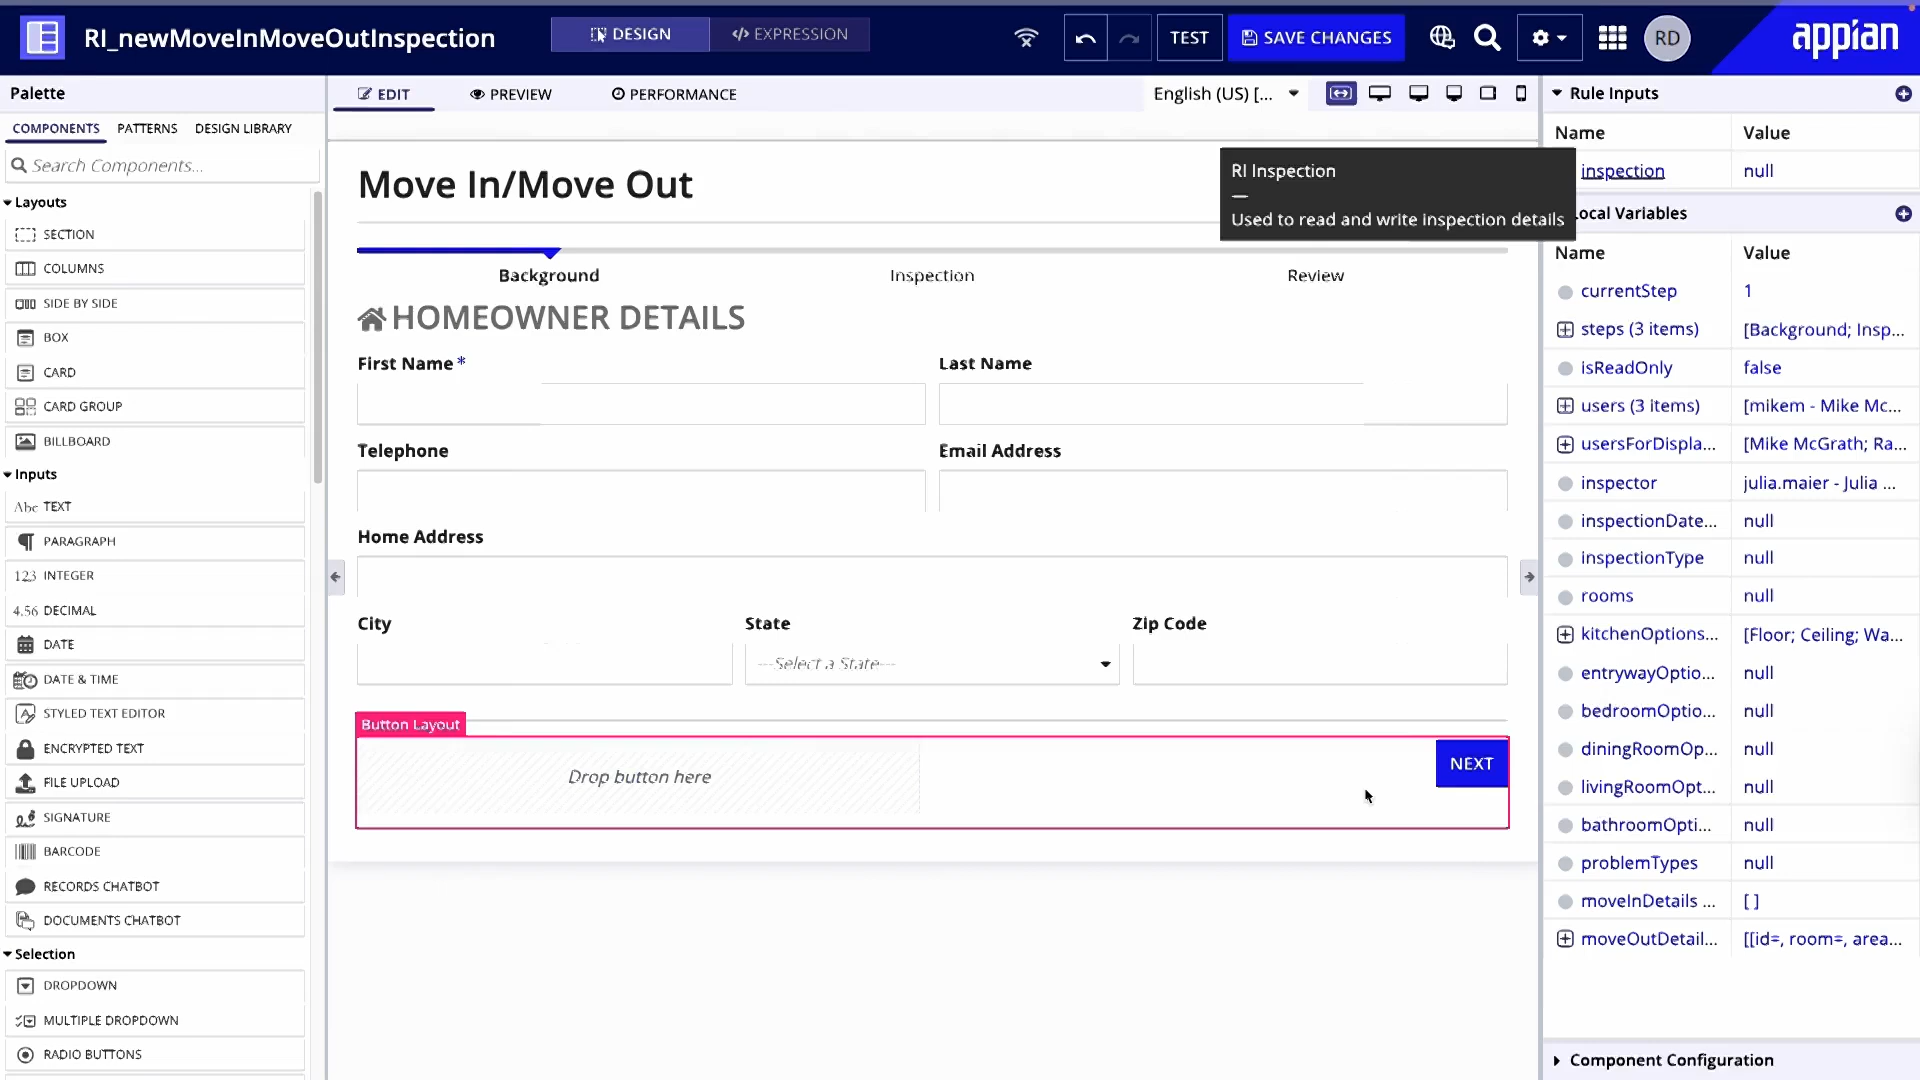 RI_newMoveInMoveOutInspection
DESIGN
</> EXPRESSION
TEST
SAVE CHANGES
RD
appian
Palette
COMPONENTS
PATTERNS
DESIGN LIBRARY
Search Components...
Layouts
SECTION
COLUMNS
SIDE BY SIDE
BOX
CARD
CARD GROUP
BILLBOARD
Inputs
Abc TEXT
PARAGRAPH
123 INTEGER
4.56 DECIMAL
DATE
DATE & TIME
STYLED TEXT EDITOR
ENCRYPTED TEXT
FILE UPLOAD
SIGNATURE
BARCODE
RECORDS CHATBOT
DOCUMENTS CHATBOT
Selection
DROPDOWN
MULTIPLE DROPDOWN
RADIO BUTTONS
EDIT
PREVIEW
PERFORMANCE
English (US) [...
Move In/Move Out
RI Inspection
—
Used to read and write inspection details
Background
Inspection
Review
HOMEOWNER DETAILS
First Name *
Last Name
Telephone
Email Address
Home Address
City
State
Zip Code
---Select a State---
Button Layout
Drop button here
NEXT
Rule Inputs
Name Value
inspection null
ocal Variables
Name Value
currentStep 1
steps (3 items) [Background; Insp...
isReadOnly false
users (3 items) [mikem - Mike Mc...
usersForDispla... [Mike McGrath; Ra...
inspector julia.maier - Julia ...
inspectionDate... null
inspectionType null
rooms null
kitchenOptions... [Floor; Ceiling; Wa...
entrywayOptio... null
bedroomOptio... null
diningRoomOp... null
livingRoomOpt... null
bathroomOpti... null
problemTypes null
moveInDetails ... [ ]
moveOutDetail... [[id=, room=, area...
Component Configuration